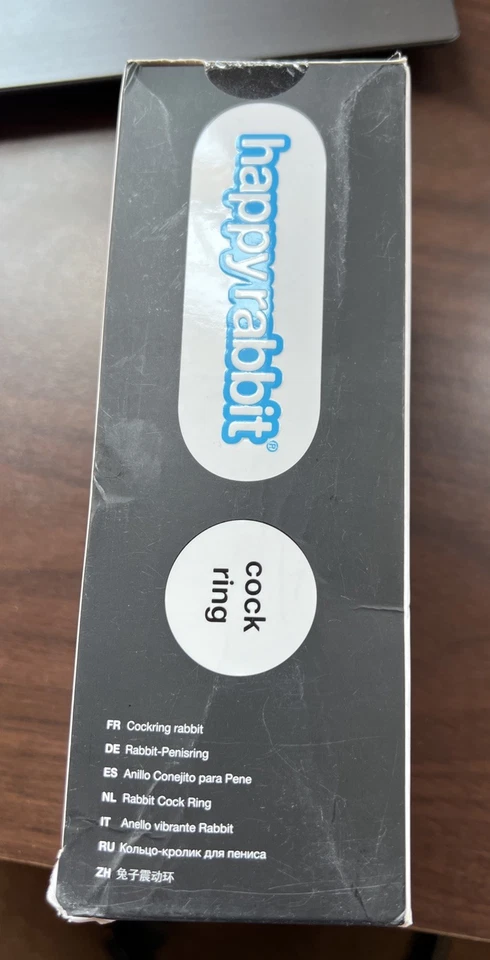 happyrabbit®
cock
ring
FR Cockring rabbit
DE Rabbit-Penisring
ES Anillo Conejito para Pene
NL Rabbit Cock Ring
IT Anello vibrante Rabbit
RU Кольцо-кролик для пениса
ZH 兔子震动环